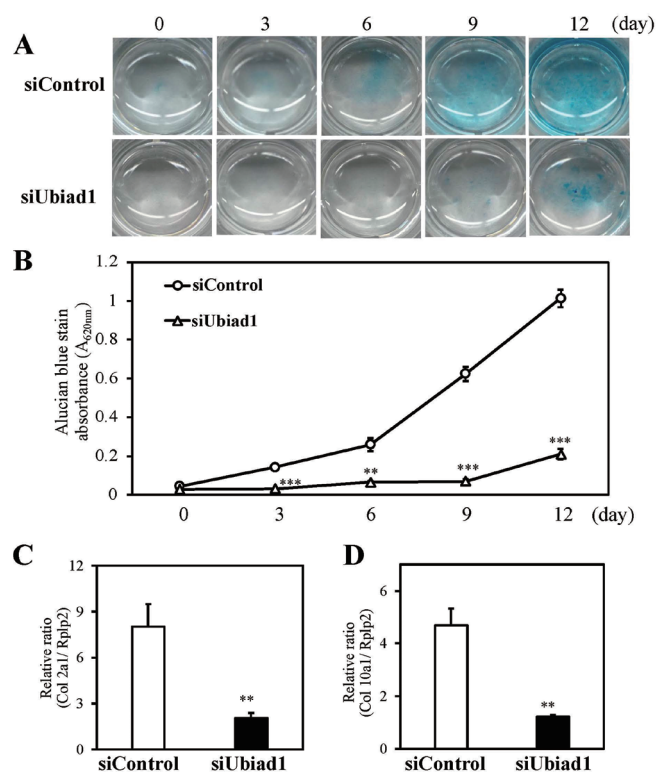 0 3 6 9 12 (day)
A
siControl
siUbiad1
B
1.2
siControl
1
siUbiad1
0.8
Alucian blue stain
absorbance (A620nm)
0.6
0.4
0.2
*** ** *** ***
0
0 3 6 9 12 (day)
C
12
9
6
3
0
Relative ratio
(Col 2a1/ Rplp2)
**
siControl siUbiad1
D
6
4
2
0
Relative ratio
(Col 10a1/ Rplp2)
**
siControl siUbiad1